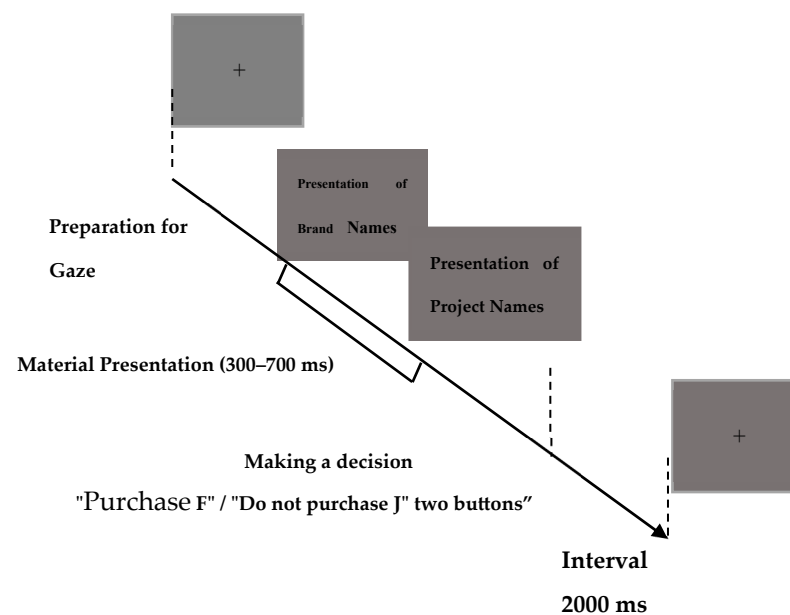 +
Presentation of
Brand Names
Preparation for
Gaze
Presentation of
Project Names
Material Presentation (300–700 ms)
+
Making a decision
"Purchase F" / "Do not purchase J" two buttons”
Interval
2000 ms